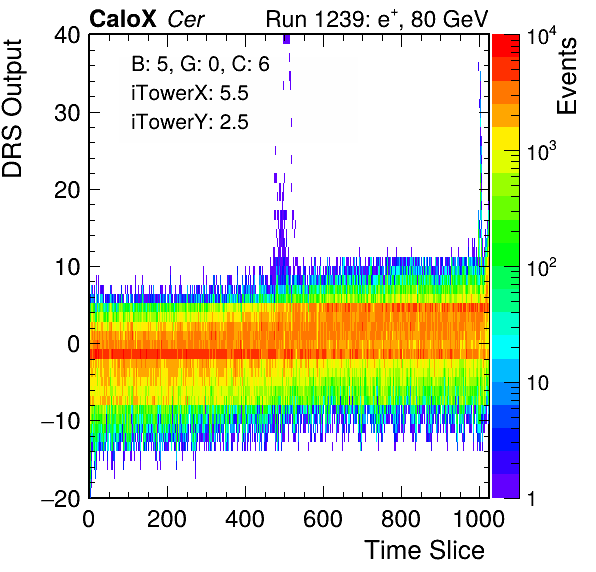 CaloX Cer Run 1239: e⁺, 80 GeV
B: 5, G: 0, C: 6
iTowerX: 5.5
iTowerY: 2.5
DRS Output
40
30
20
10
0
−10
−20
0 200 400 600 800 1000
Time Slice
Events
10⁴
10³
10²
10
1